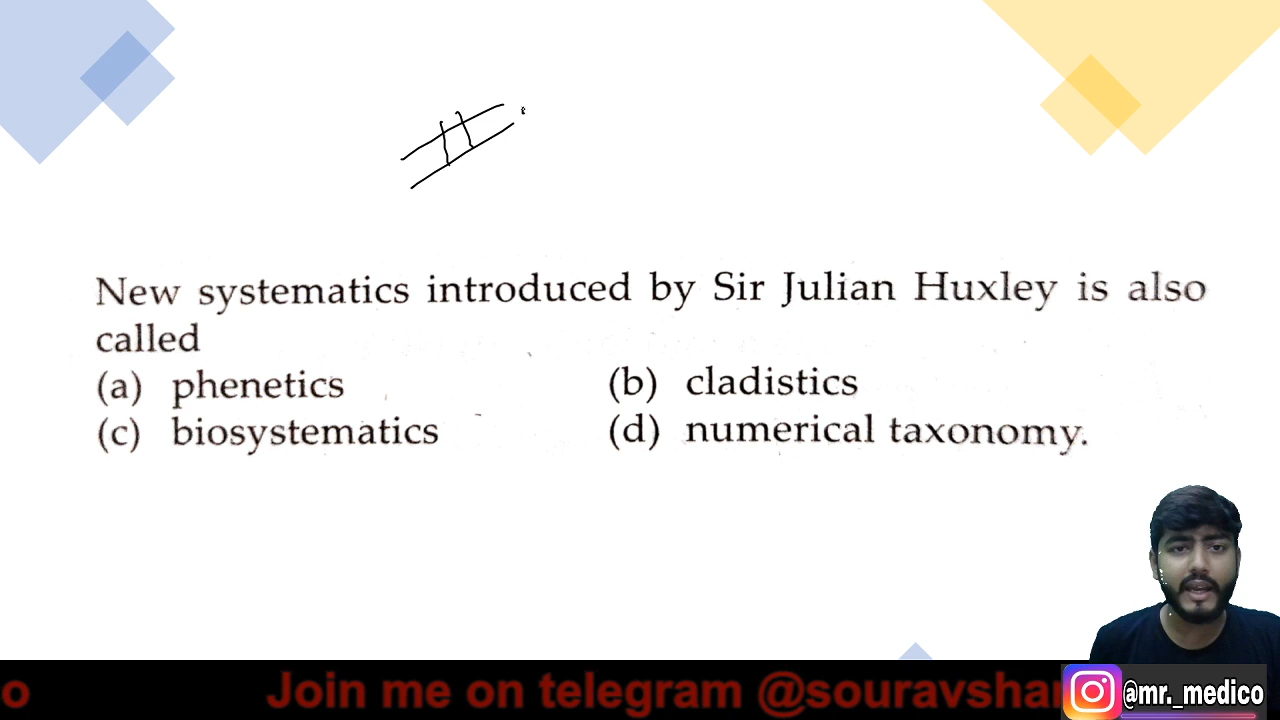 New systematics introduced by Sir Julian Huxley is also
called
(a) phenetics (b) cladistics
(c) biosystematics (d) numerical taxonomy.
o Join me on telegram @souravshar
@mr._medico